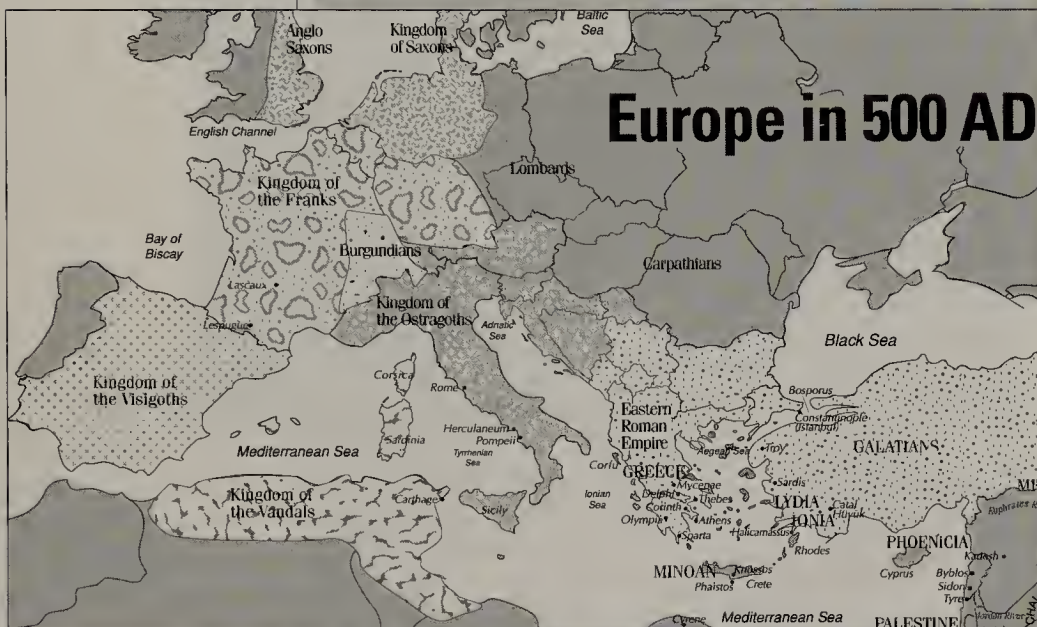 Baltic
Sea
Anglo
Saxons
Kingdom
of Saxons
Europe in 500 AD
English Channel
Lombards
Kingdom of
the Franks
Bay of
Biscay
Burgundians
Carpathians
Lascaux
Kingdom of
the Ostragoths
Lespugue
Adriatic
Sea
Black Sea
Kingdom of
the Visigoths
Corsica
Rome
Bosporus
Constantinople
(Istanbul)
Eastern
Roman
Empire
Herculaneum
Pompeii
Sardinia
Mediterranean Sea
Tyrrhenian
Sea
Aegean Sea
Troy
GALATIANS
Corfu
GREECE
Mycenae
Sardis
Kingdom of
the Vandals
Carthage
Ionian
Sea
Delphi
Thebes
LYDIA
Catal
Huyuk
Sicily
Corinth
IONIA
Olympia
Athens
Halicarnassus
Sparta
Rhodes
PHOENiCIA
Kadesh
MINOAN
Knossos
Phaistos
Crete
Cyprus
Byblos
Sidon
Tyre
Cyrene
Mediterranean Sea
PALESTINE
Jordan River